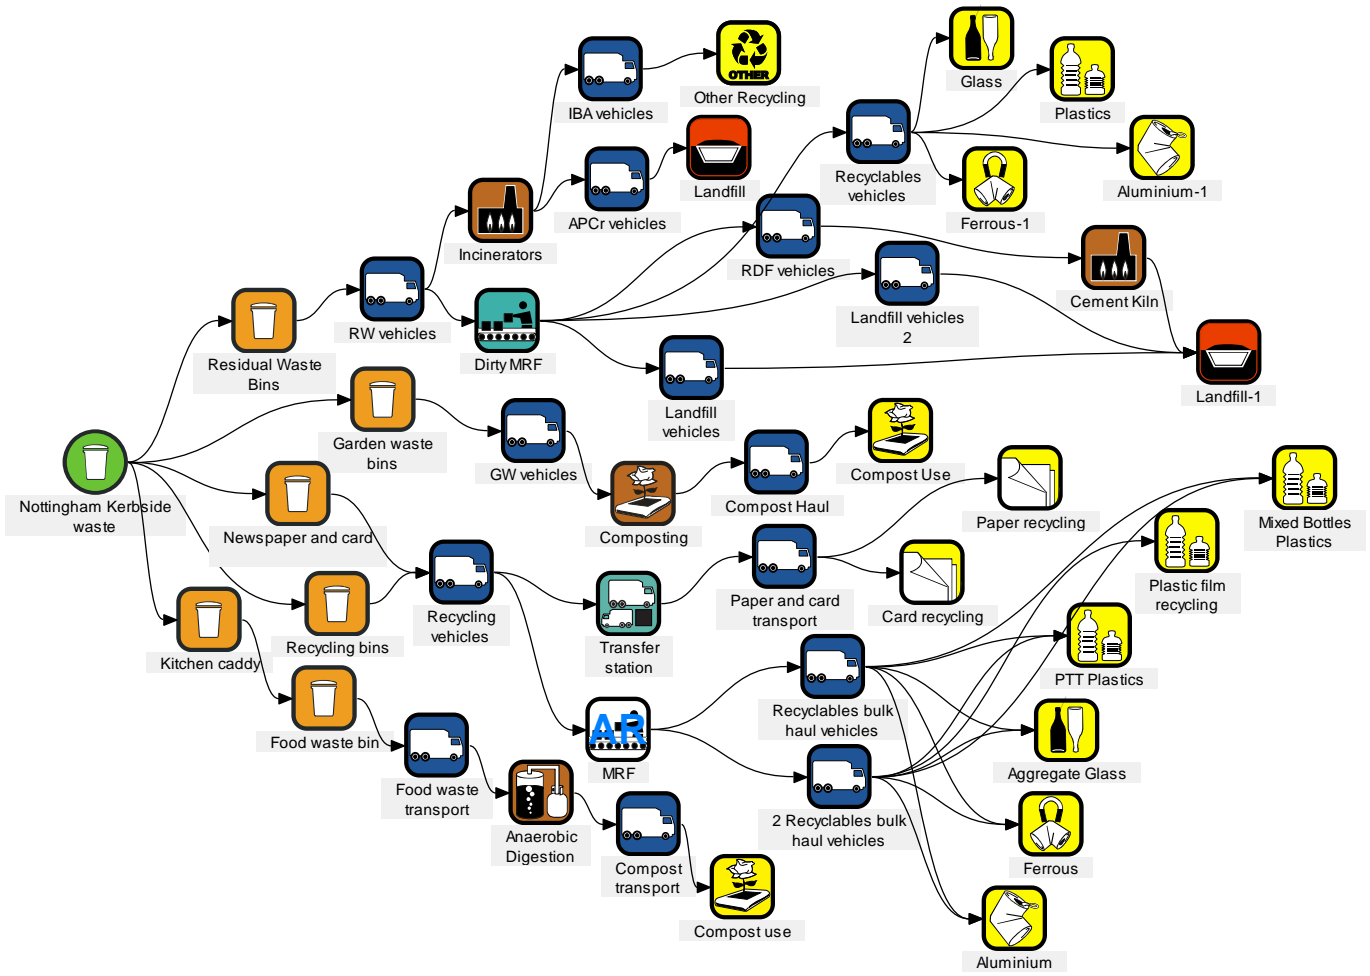 Glass
OTHER
Other Recycling
Plastics
IBA vehicles
Recyclables
vehicles
Landfill
Aluminium-1
APCr vehicles
Ferrous-1
Incinerators
RDF vehicles
Cement Kiln
RW vehicles
Landfill vehicles
2
Residual Waste
Bins
Dirty MRF
Landfill-1
Landfill
vehicles
Garden waste
bins
GW vehicles
Compost Use
Nottingham Kerbside
waste
Compost Haul
Paper recycling
Mixed Bottles
Plastics
Newspaper and card
Composting
Plastic film
recycling
Recycling
vehicles
Paper and card
transport
Card recycling
Kitchen caddy
Recycling bins
Transfer
station
PTT Plastics
Recyclables bulk
haul vehicles
AR
Food waste bin
MRF
Aggregate Glass
Food waste
transport
2 Recyclables bulk
haul vehicles
Anaerobic
Digestion
Compost
transport
Ferrous
Compost use
Aluminium